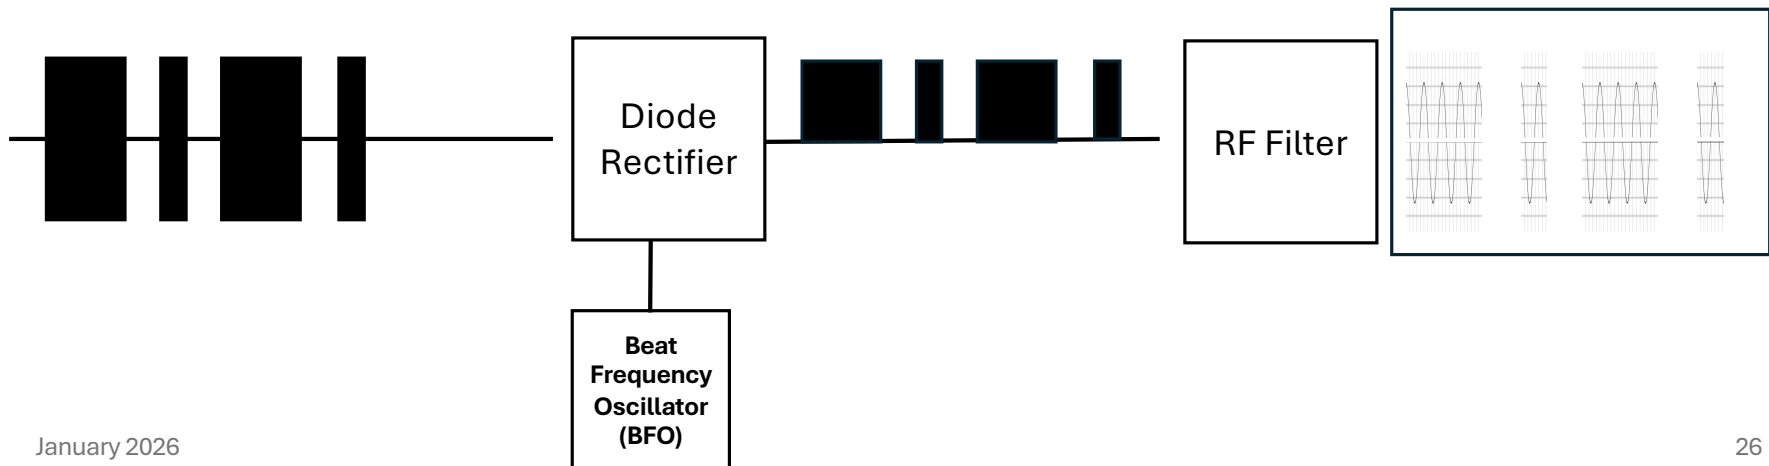 Diode
Rectifier
RF Filter
Beat
Frequency
Oscillator
(BFO)
January 2026
26